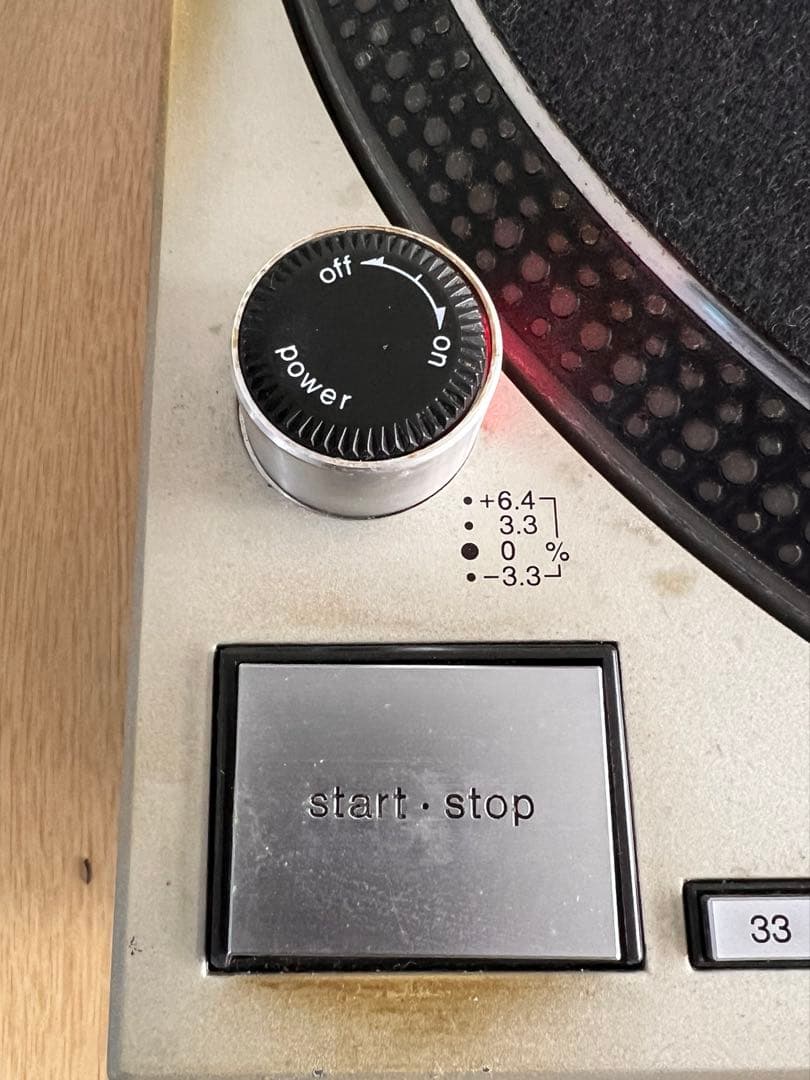 off
on
power
+6.4
3.3
0 %
−3.3
start · stop
33